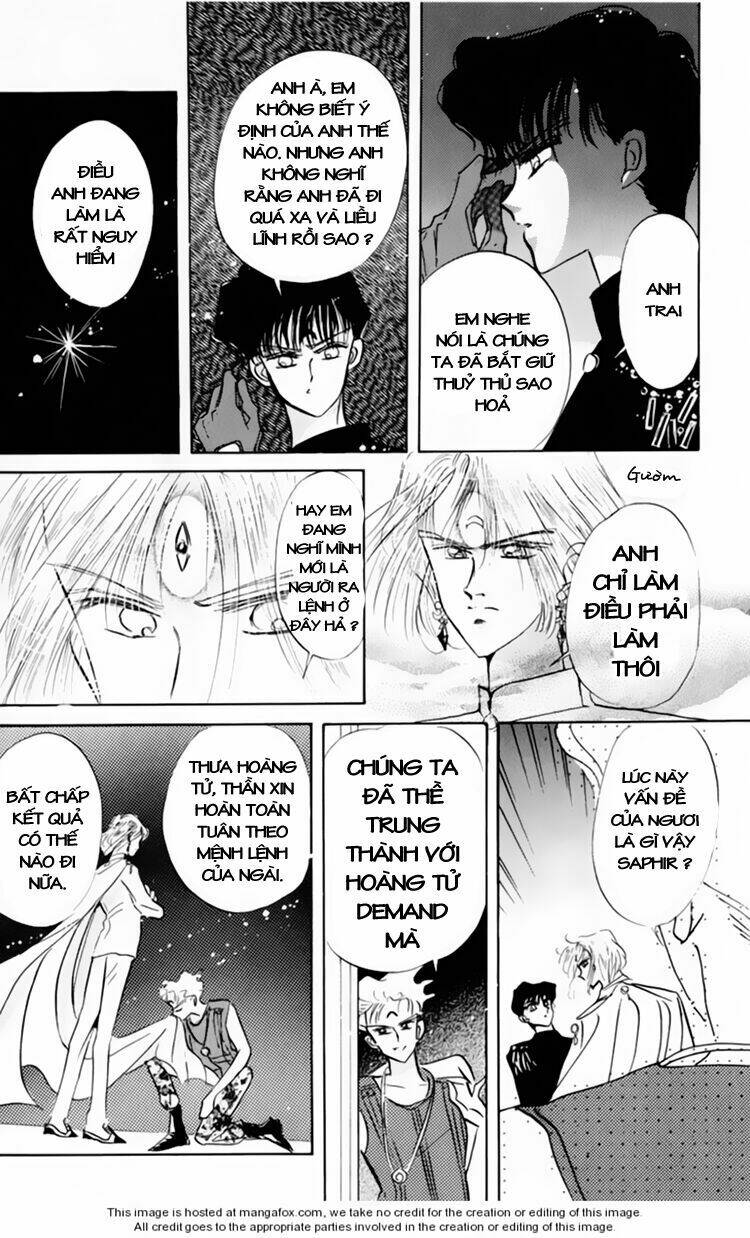 ANH
TRAI
EM NGHE
NÓI LÀ CHÚNG
TA ĐÃ BẮT GIỮ
THUỶ THỦ SAO
HOẢ
ANH À, EM
KHÔNG BIẾT Ý
ĐỊNH CỦA ANH THẾ
NÀO. NHƯNG ANH
KHÔNG NGHĨ
RẰNG ANH ĐÃ ĐI
QUÁ XA VÀ LIỀU
LĨNH RỒI SAO ?
ĐIỀU
ANH ĐANG
LÀM LÀ
RẤT NGUY
HIỂM
Gườm
ANH
CHỈ LÀM
ĐIỀU PHẢI
LÀM
THÔI
HAY EM
ĐANG
NGHĨ MÌNH
MỚI LÀ
NGƯỜI RA
LỆNH Ở
ĐÂY HẢ ?
LÚC NÀY
VẤN ĐỀ
CỦA NGƯƠI
LÀ GÌ VẬY
SAPHIR ?
CHÚNG TA
ĐÃ THỀ
TRUNG
THÀNH VỚI
HOÀNG TỬ
DEMAND
MÀ
THƯA HOÀNG
TỬ, THẦN XIN
HOÀN TOÀN
TUÂN THEO
MỆNH LỆNH
CỦA NGÀI.
BẤT CHẤP
KẾT QUẢ
CÓ THẾ
NÀO ĐI
NỮA.
This image is hosted at mangafox.com, we take no credit for the creation or editing of this image.
All credit goes to the appropriate parties involved in the creation or editing of this image.